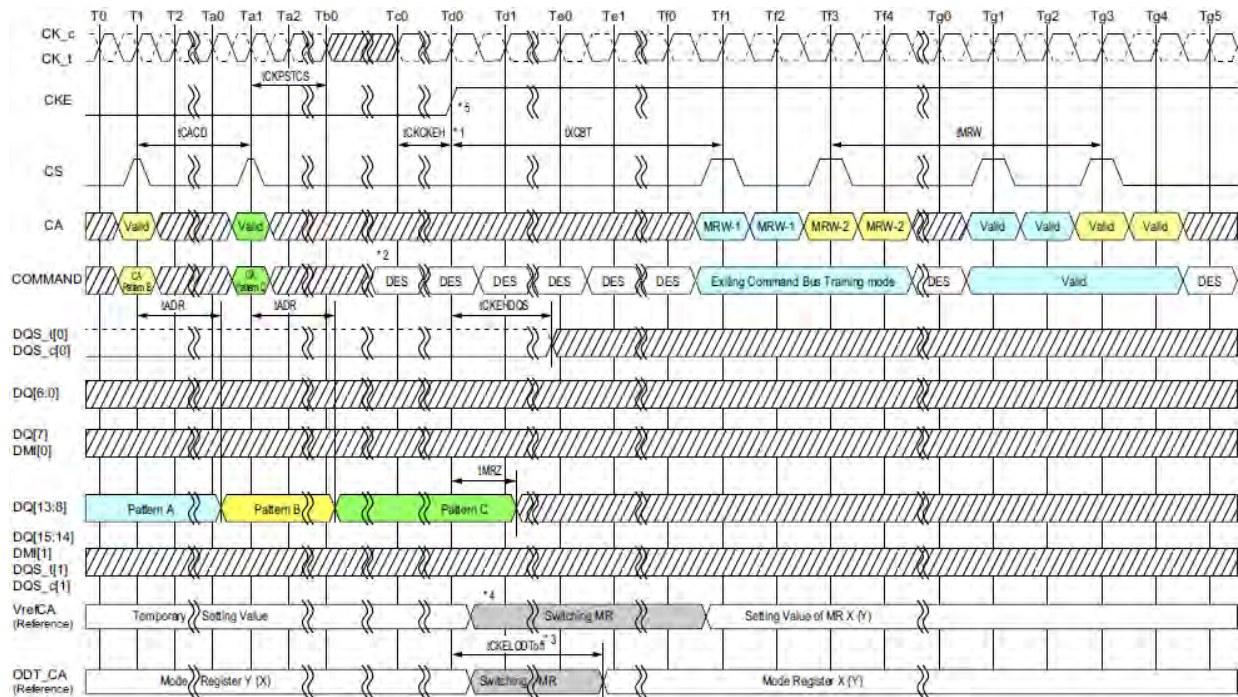 T0 T1 T2 Ta0 Ta1 Ta2 Tb0 Tc0 Td0 Td1 Te0 Te1 Tf0 Tf1 Tf2 Tf3 Tf4 Tg0 Tg1 Tg2 Tg3 Tg4 Tg5
CK_c
CK_t
tCKPSTCS
CKE
*5
tCACD tCKCKEH *1 tXCBT tMRW
CS
CA Valid Valid MRW-1 MRW-1 MRW-2 MRW-2 Valid Valid Valid Valid
*2
COMMAND CA Pattern B CA Pattern C DES DES DES DES DES DES Exiting Command Bus Training mode DES Valid DES
tADR tADR tCKEHDQS
DQS_t[0]
DQS_c[0]
DQ[6:0]
DQ[7]
DMI[0]
tMRZ
DQ[13:8] Pattern A Pattern B Pattern C
DQ[15:14]
DMI[1]
DQS_t[1]
DQS_c[1]
*4
VrefCA
(Reference) Temporary Setting Value Switching MR Setting Value of MR X (Y)
tCKELODToff *3
ODT_CA
(Reference) Mode Register Y (X) Switching MR Mode Register X (Y)